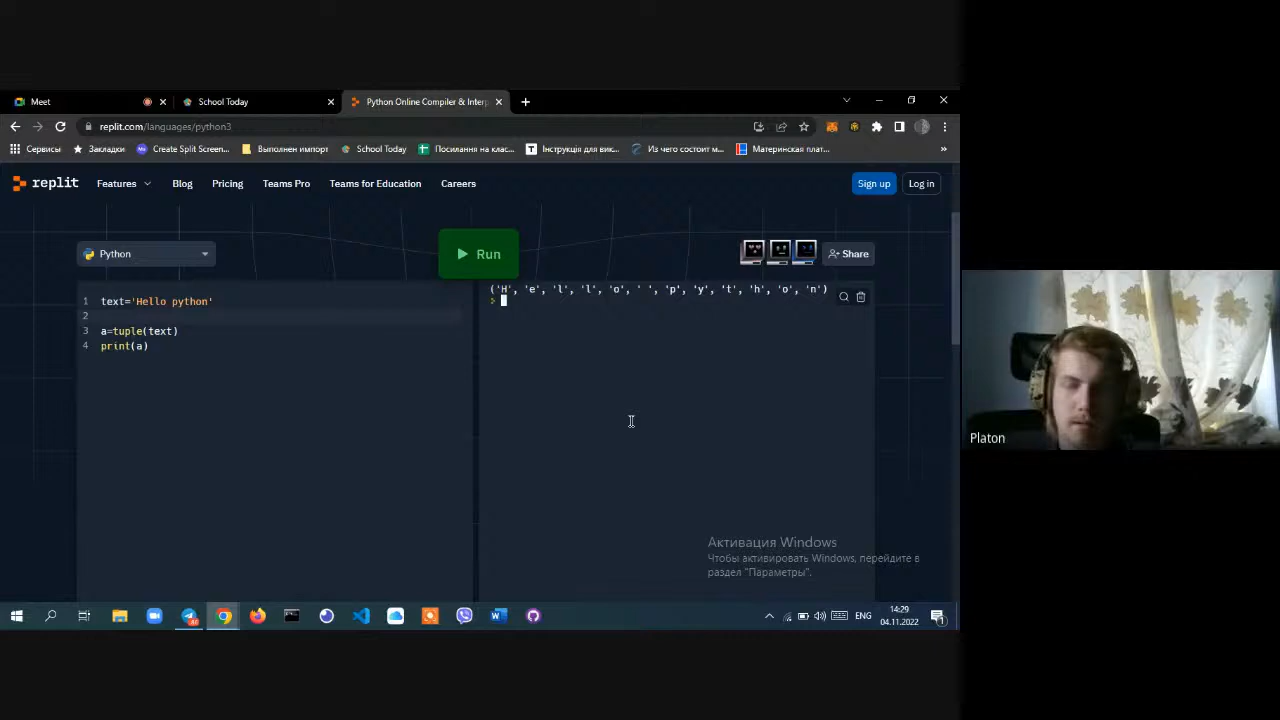 Meet
School Today
Python Online Compiler & Interp
replit.com/languages/python3
Сервисы
Закладки
Create Split Screen...
Выполнен импорт
School Today
Посилання на клас...
Інструкція для вик...
Из чего состоит м...
Материнская плат...
»
replit
Features
Blog
Pricing
Teams Pro
Teams for Education
Careers
Sign up
Log in
Python
Run
Share
1 text='Hello python'
2
3 a=tuple(text)
4 print(a)
('H', 'e', 'l', 'l', 'o', ' ', 'p', 'y', 't', 'h', 'o', 'n')
Platon
Активация Windows
Чтобы активировать Windows, перейдите в
раздел "Параметры".
ENG
14:29
04.11.2022